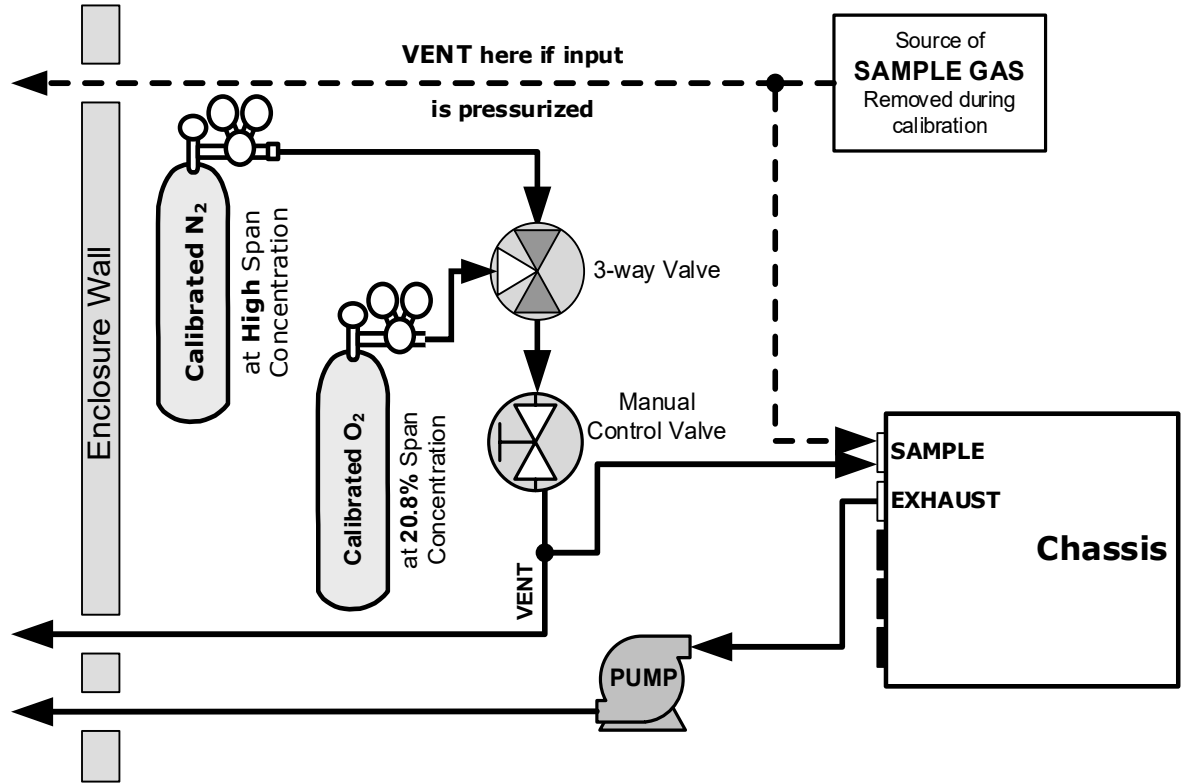 VENT here if input
is pressurized
Source of
SAMPLE GAS
Removed during
calibration
Enclosure Wall
Calibrated N₂
at High Span
Concentration
3-way Valve
Calibrated O₂
at 20.8% Span
Concentration
Manual
Control Valve
VENT
SAMPLE
EXHAUST
Chassis
PUMP